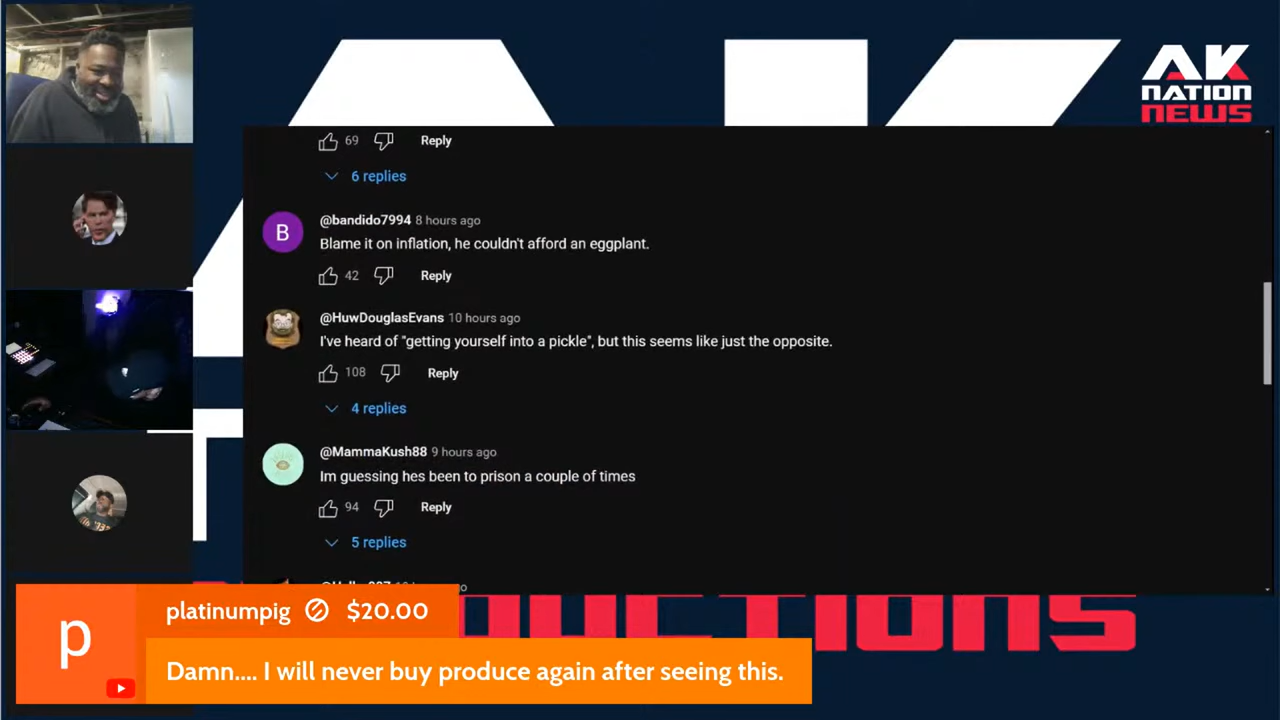 AK
NATION
NEWS
69 Reply
6 replies
B
@bandido7994 8 hours ago
Blame it on inflation, he couldn't afford an eggplant.
42 Reply
@HuwDouglasEvans 10 hours ago
I've heard of "getting yourself into a pickle", but this seems like just the opposite.
108 Reply
4 replies
@MammaKush88 9 hours ago
Im guessing hes been to prison a couple of times
94 Reply
5 replies
p
platinumpig $20.00
Damn.... I will never buy produce again after seeing this.